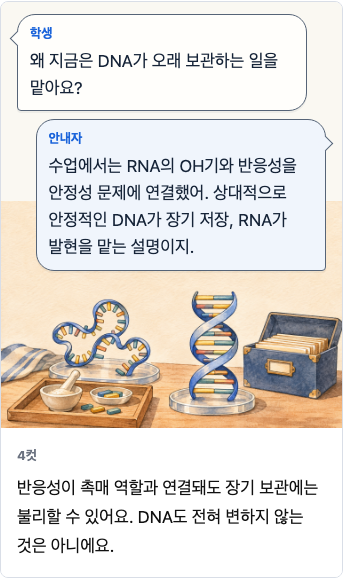 학생
왜 지금은 DNA가 오래 보관하는 일을
맡아요?
안내자
수업에서는 RNA의 OH기와 반응성을
안정성 문제에 연결했어. 상대적으로
안정적인 DNA가 장기 저장, RNA가
발현을 맡는 설명이지.
4컷
반응성이 촉매 역할과 연결돼도 장기 보관에는
불리할 수 있어요. DNA도 전혀 변하지 않는
것은 아니에요.